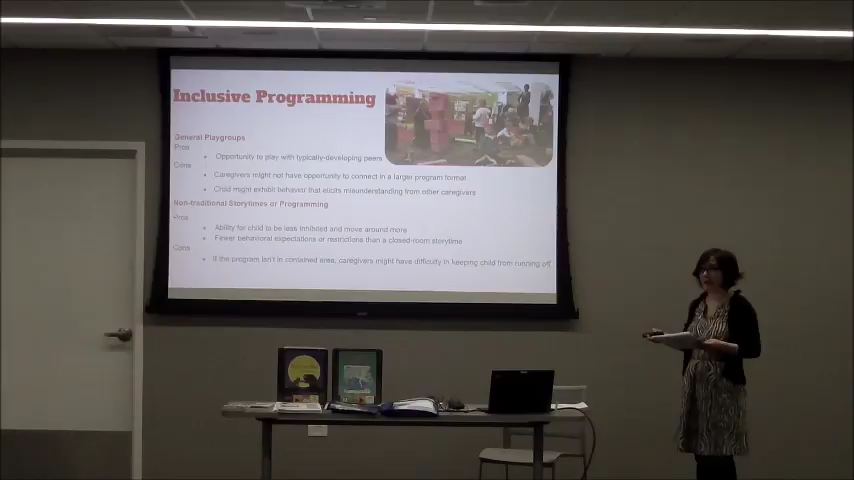 Inclusive Programming
General Playgroups
Pros
• Opportunity to play with typically-developing peers
Cons
• Caregivers might not have opportunity to connect in a larger program format
• Child might exhibit behavior that elicits misunderstanding from other caregivers
Non-traditional Storytimes or Programming
Pros
• Ability for child to be less inhibited and move around more
• Fewer behavioral expectations or restrictions than a closed-room storytime
Cons
• If the program isn't in contained area, caregivers might have difficulty in keeping child from running off